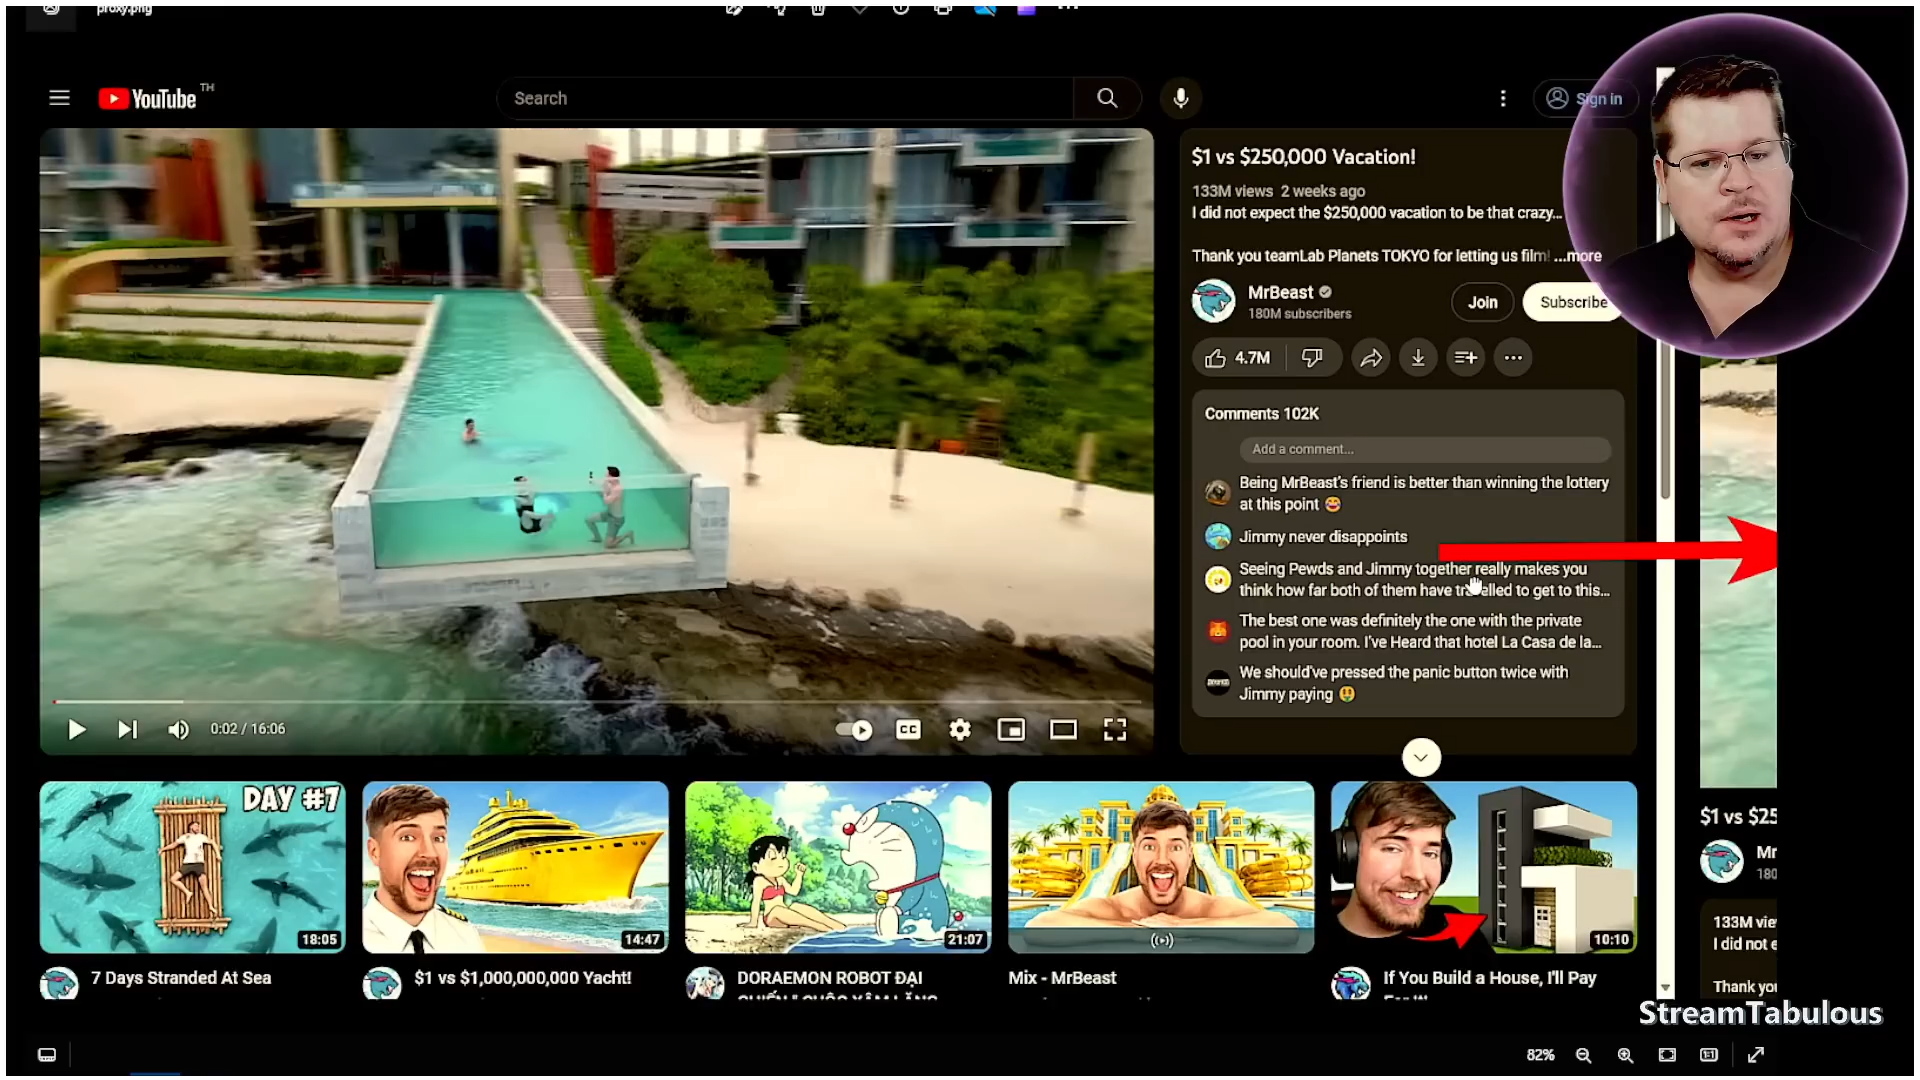 proxy.png
YouTube TH
Search
Sign in
$1 vs $250,000 Vacation!
133M views 2 weeks ago
I did not expect the $250,000 vacation to be that crazy...
Thank you teamLab Planets TOKYO for letting us film! ...more
MrBeast
180M subscribers
Join
Subscribe
4.7M
Comments 102K
Add a comment...
Being MrBeast's friend is better than winning the lottery
at this point
Jimmy never disappoints
Seeing Pewds and Jimmy together really makes you
think how far both of them have travelled to get to this...
The best one was definitely the one with the private
pool in your room. I've Heard that hotel La Casa de la...
We should've pressed the panic button twice with
Jimmy paying
0:02 / 16:06
CC
DAY #7
18:05
14:47
21:07
10:10
7 Days Stranded At Sea
$1 vs $1,000,000,000 Yacht!
DORAEMON ROBOT ĐẠI
Mix - MrBeast
If You Build a House, I'll Pay
$1 vs $25
Mr
180
133M vie
I did not e
Thank you
StreamTabulous
82%